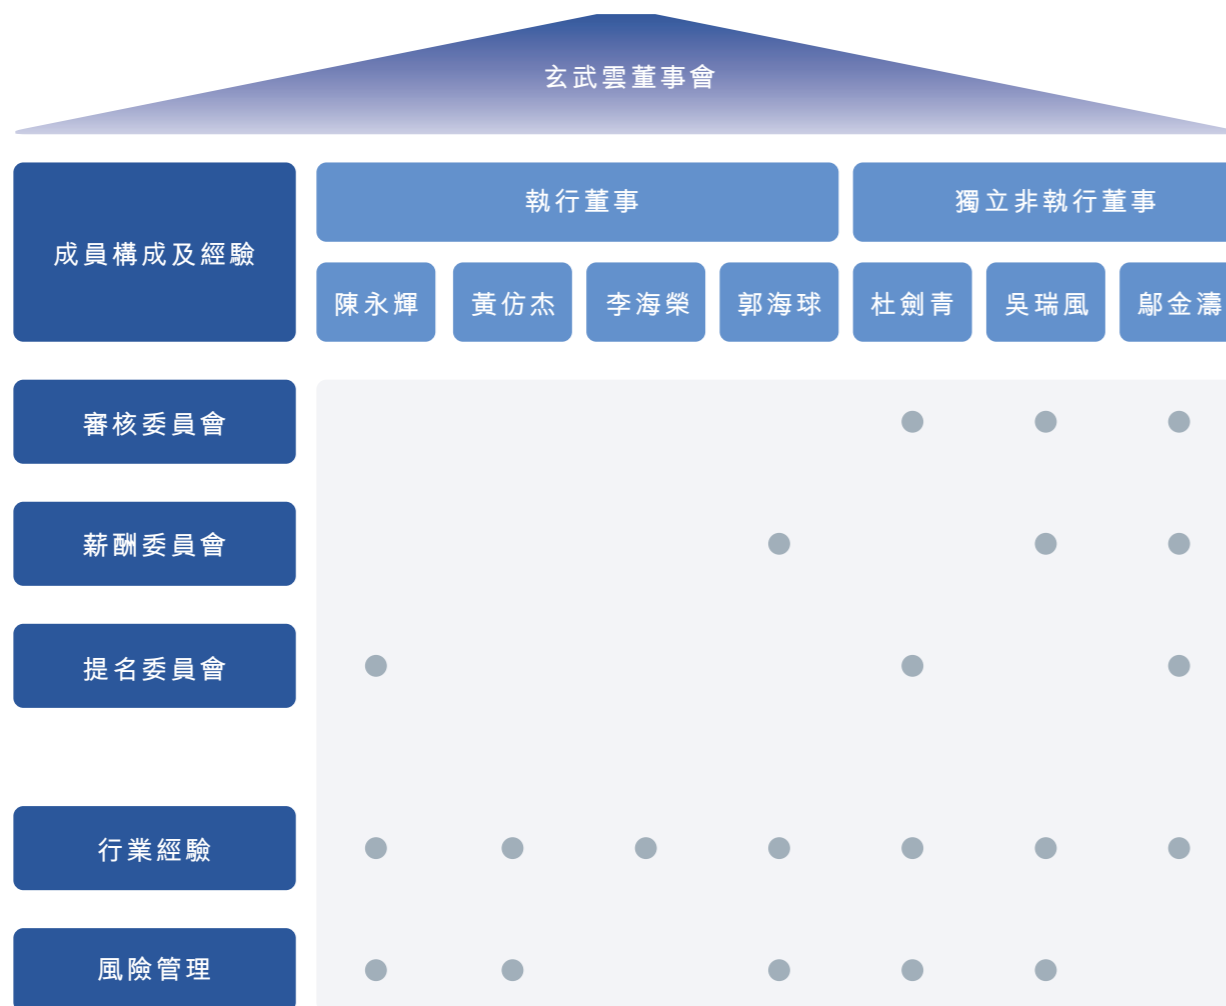 玄武雲董事會
成員構成及經驗
執行董事
獨立非執行董事
陳永輝
黃仿杰
李海榮
郭海球
杜劍青
吳瑞風
鄔金濤
審核委員會
薪酬委員會
提名委員會
行業經驗
風險管理